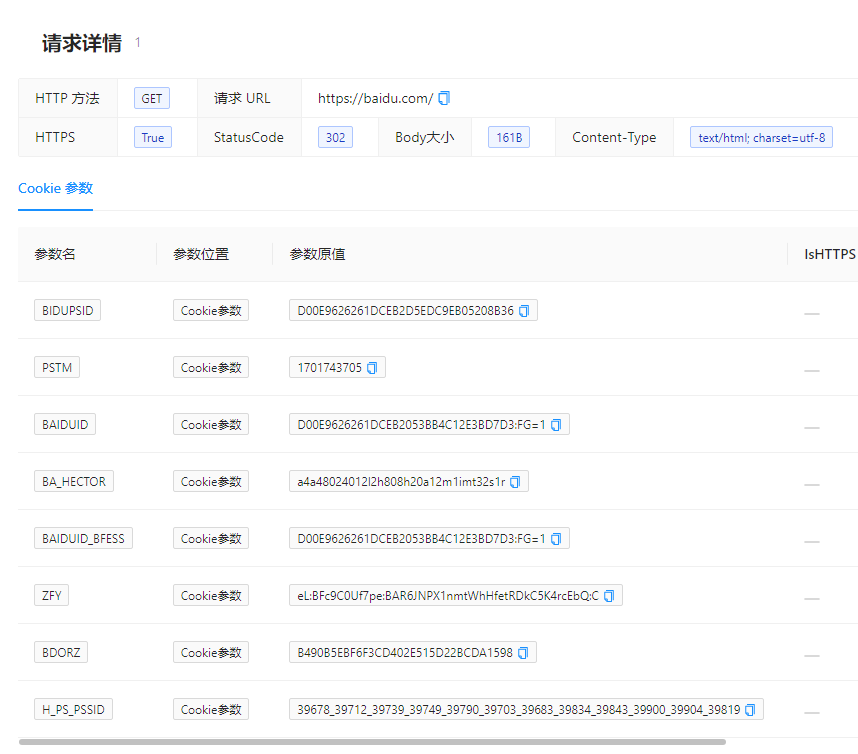 请求详情 1
HTTP 方法 GET 请求 URL https://baidu.com/
HTTPS True StatusCode 302 Body大小 161B Content-Type text/html; charset=utf-8
Cookie 参数
参数名 参数位置 参数原值 IsHTTPS
BIDUPSID Cookie参数 D00E9626261DCEB2D5EDC9EB05208B36 —
PSTM Cookie参数 1701743705 —
BAIDUID Cookie参数 D00E9626261DCEB2053BB4C12E3BD7D3:FG=1 —
BA_HECTOR Cookie参数 a4a48024012l2h808h20a12m1imt32s1r —
BAIDUID_BFESS Cookie参数 D00E9626261DCEB2053BB4C12E3BD7D3:FG=1 —
ZFY Cookie参数 eL:BFc9C0Uf7pe:BAR6JNPX1nmtWhHfetRDkC5K4rcEbQ:C —
BDORZ Cookie参数 B490B5EBF6F3CD402E515D22BCDA1598 —
H_PS_PSSID Cookie参数 39678_39712_39739_39749_39790_39703_39683_39834_39843_39900_39904_39819 —